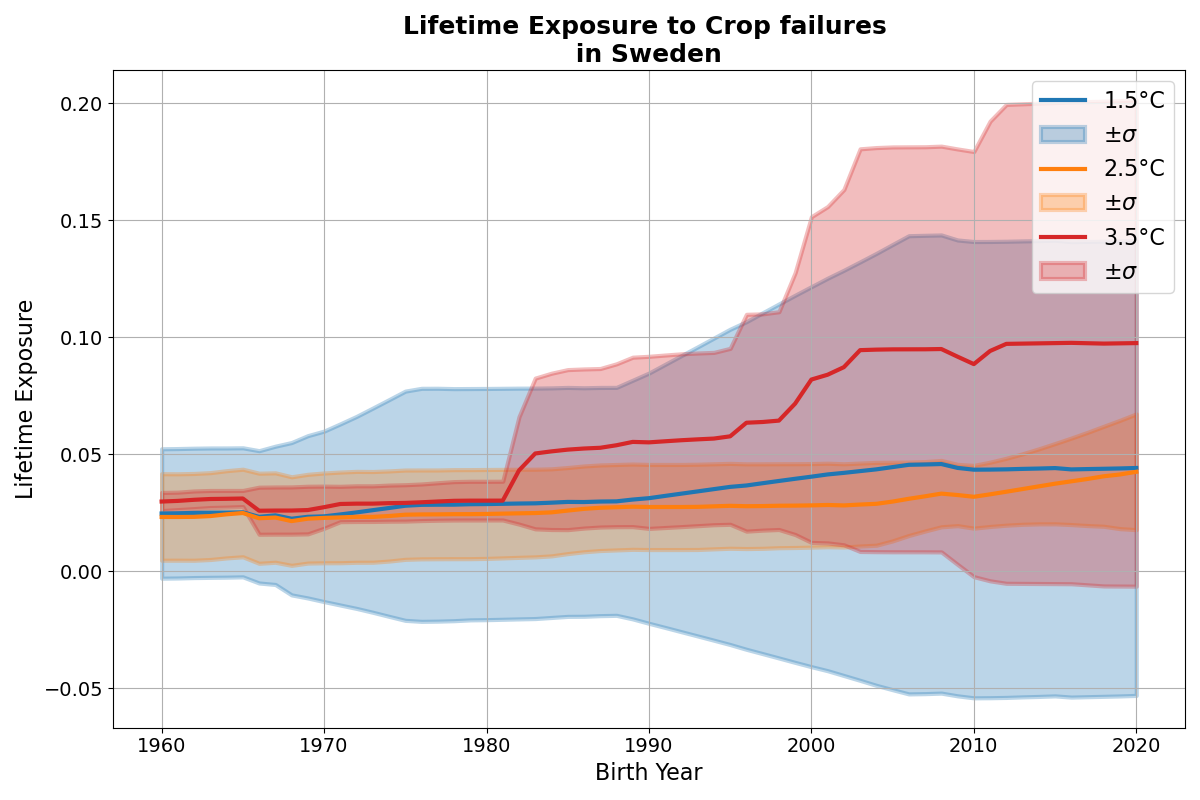 Lifetime Exposure to Crop failures
in Sweden
0.20
0.15
0.10
0.05
0.00
−0.05
Lifetime Exposure
1.5°C
±σ
2.5°C
±σ
3.5°C
±σ
1960 1970 1980 1990 2000 2010 2020
Birth Year